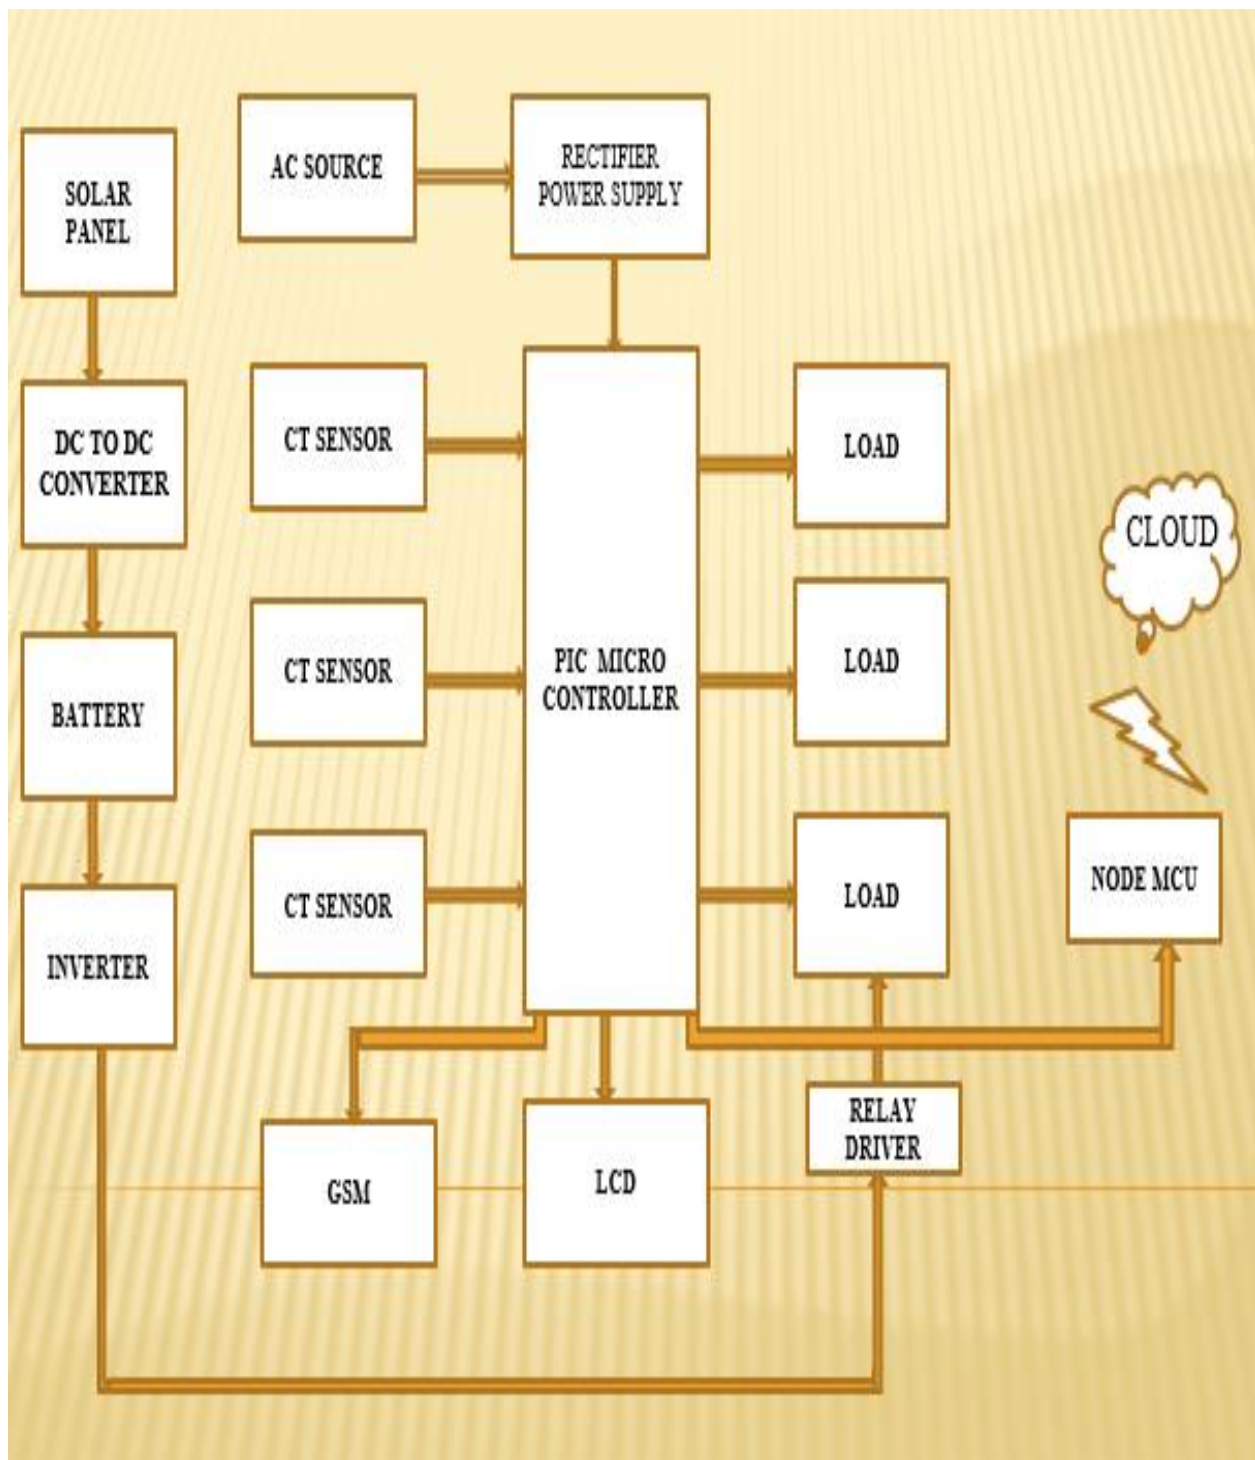 AC SOURCE
RECTIFIER
POWER SUPPLY
SOLAR
PANEL
DC TO DC
CONVERTER
CT SENSOR
LOAD
CLOUD
CT SENSOR
PIC MICRO
CONTROLLER
LOAD
BATTERY
CT SENSOR
LOAD
NODE MCU
INVERTER
RELAY
DRIVER
GSM
LCD